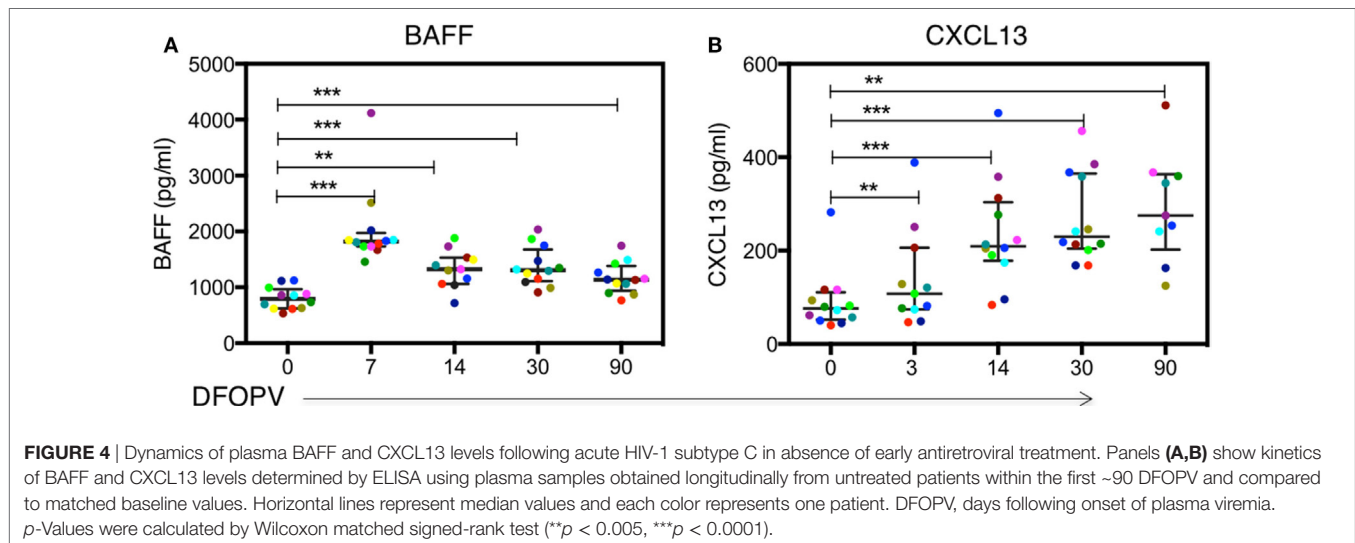 A BAFF
5000
4000
3000
2000
1000
0
BAFF (pg/ml)
***
***
**
***
0 7 14 30 90
B CXCL13
600
400
200
0
CXCL13 (pg/ml)
**
***
***
**
0 3 14 30 90
DFOPV
FIGURE 4 | Dynamics of plasma BAFF and CXCL13 levels following acute HIV-1 subtype C in absence of early antiretroviral treatment. Panels (A,B) show kinetics
of BAFF and CXCL13 levels determined by ELISA using plasma samples obtained longitudinally from untreated patients within the first ~90 DFOPV and compared
to matched baseline values. Horizontal lines represent median values and each color represents one patient. DFOPV, days following onset of plasma viremia.
p-Values were calculated by Wilcoxon matched signed-rank test (**p < 0.005, ***p < 0.0001).